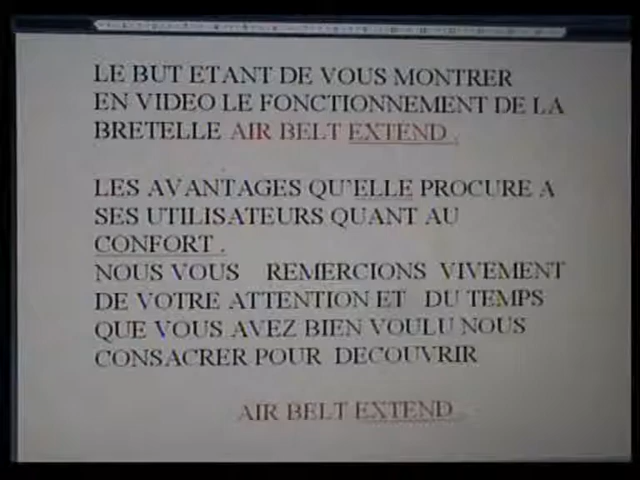 LE BUT ETANT DE VOUS MONTRER
EN VIDEO LE FONCTIONNEMENT DE LA
BRETELLE AIR BELT EXTEND .
LES AVANTAGES QU'ELLE PROCURE A
SES UTILISATEURS QUANT AU
CONFORT .
NOUS VOUS REMERCIONS VIVEMENT
DE VOTRE ATTENTION ET DU TEMPS
QUE VOUS AVEZ BIEN VOULU NOUS
CONSACRER POUR DECOUVRIR
AIR BELT EXTEND .